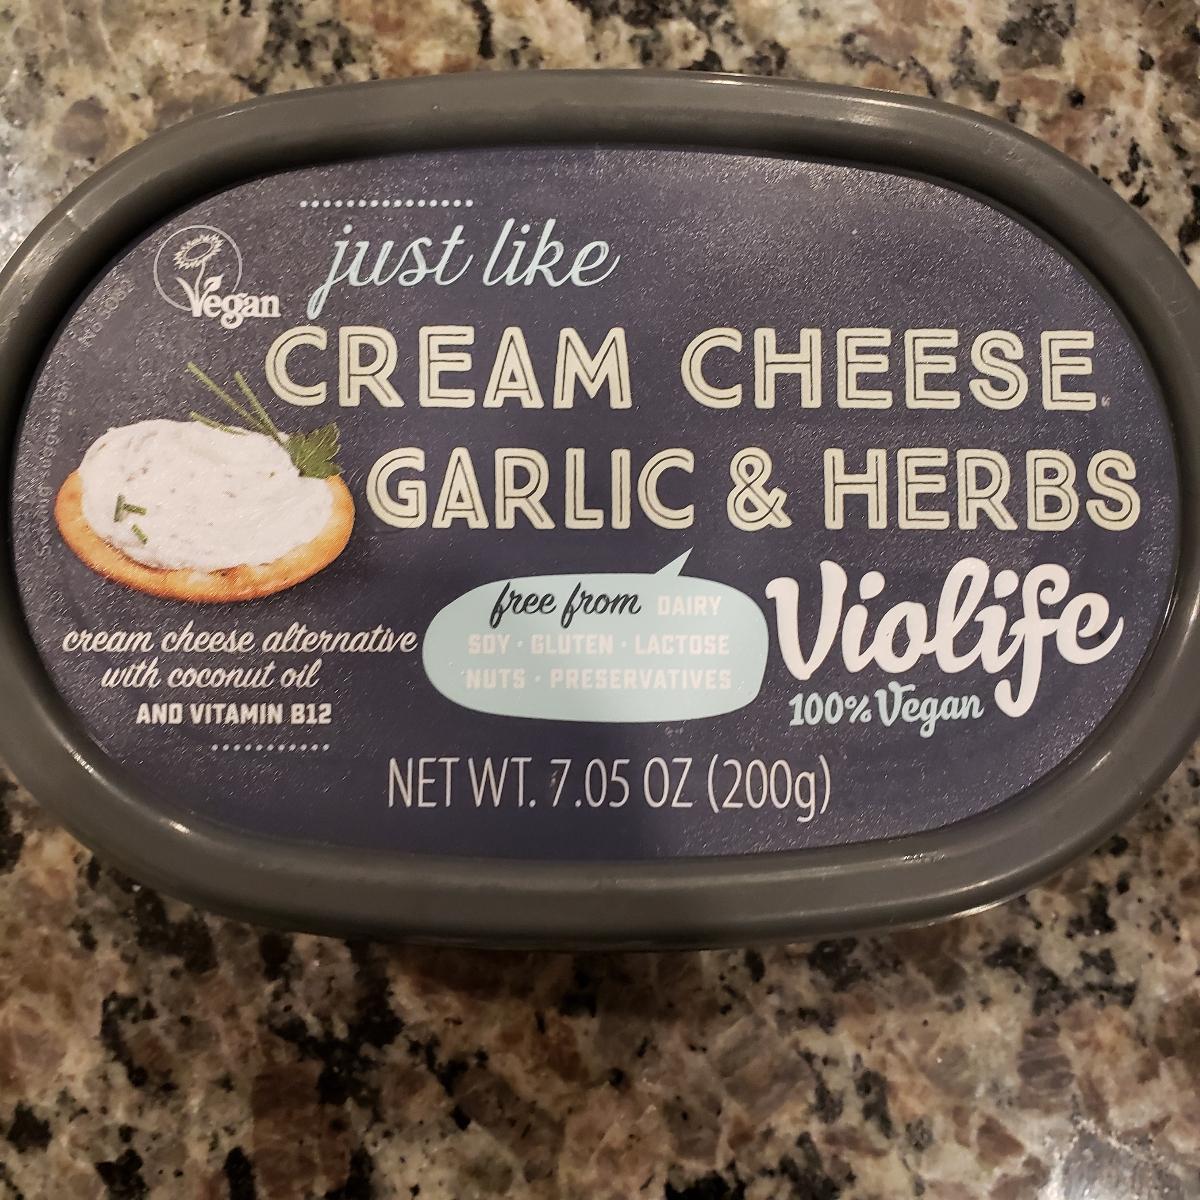 just like
Vegan
CREAM CHEESE
GARLIC & HERBS
free from DAIRY
SOY · GLUTEN · LACTOSE
NUTS · PRESERVATIVES
Violife
100% Vegan
cream cheese alternative
with coconut oil
AND VITAMIN B12
NET WT. 7.05 OZ (200g)